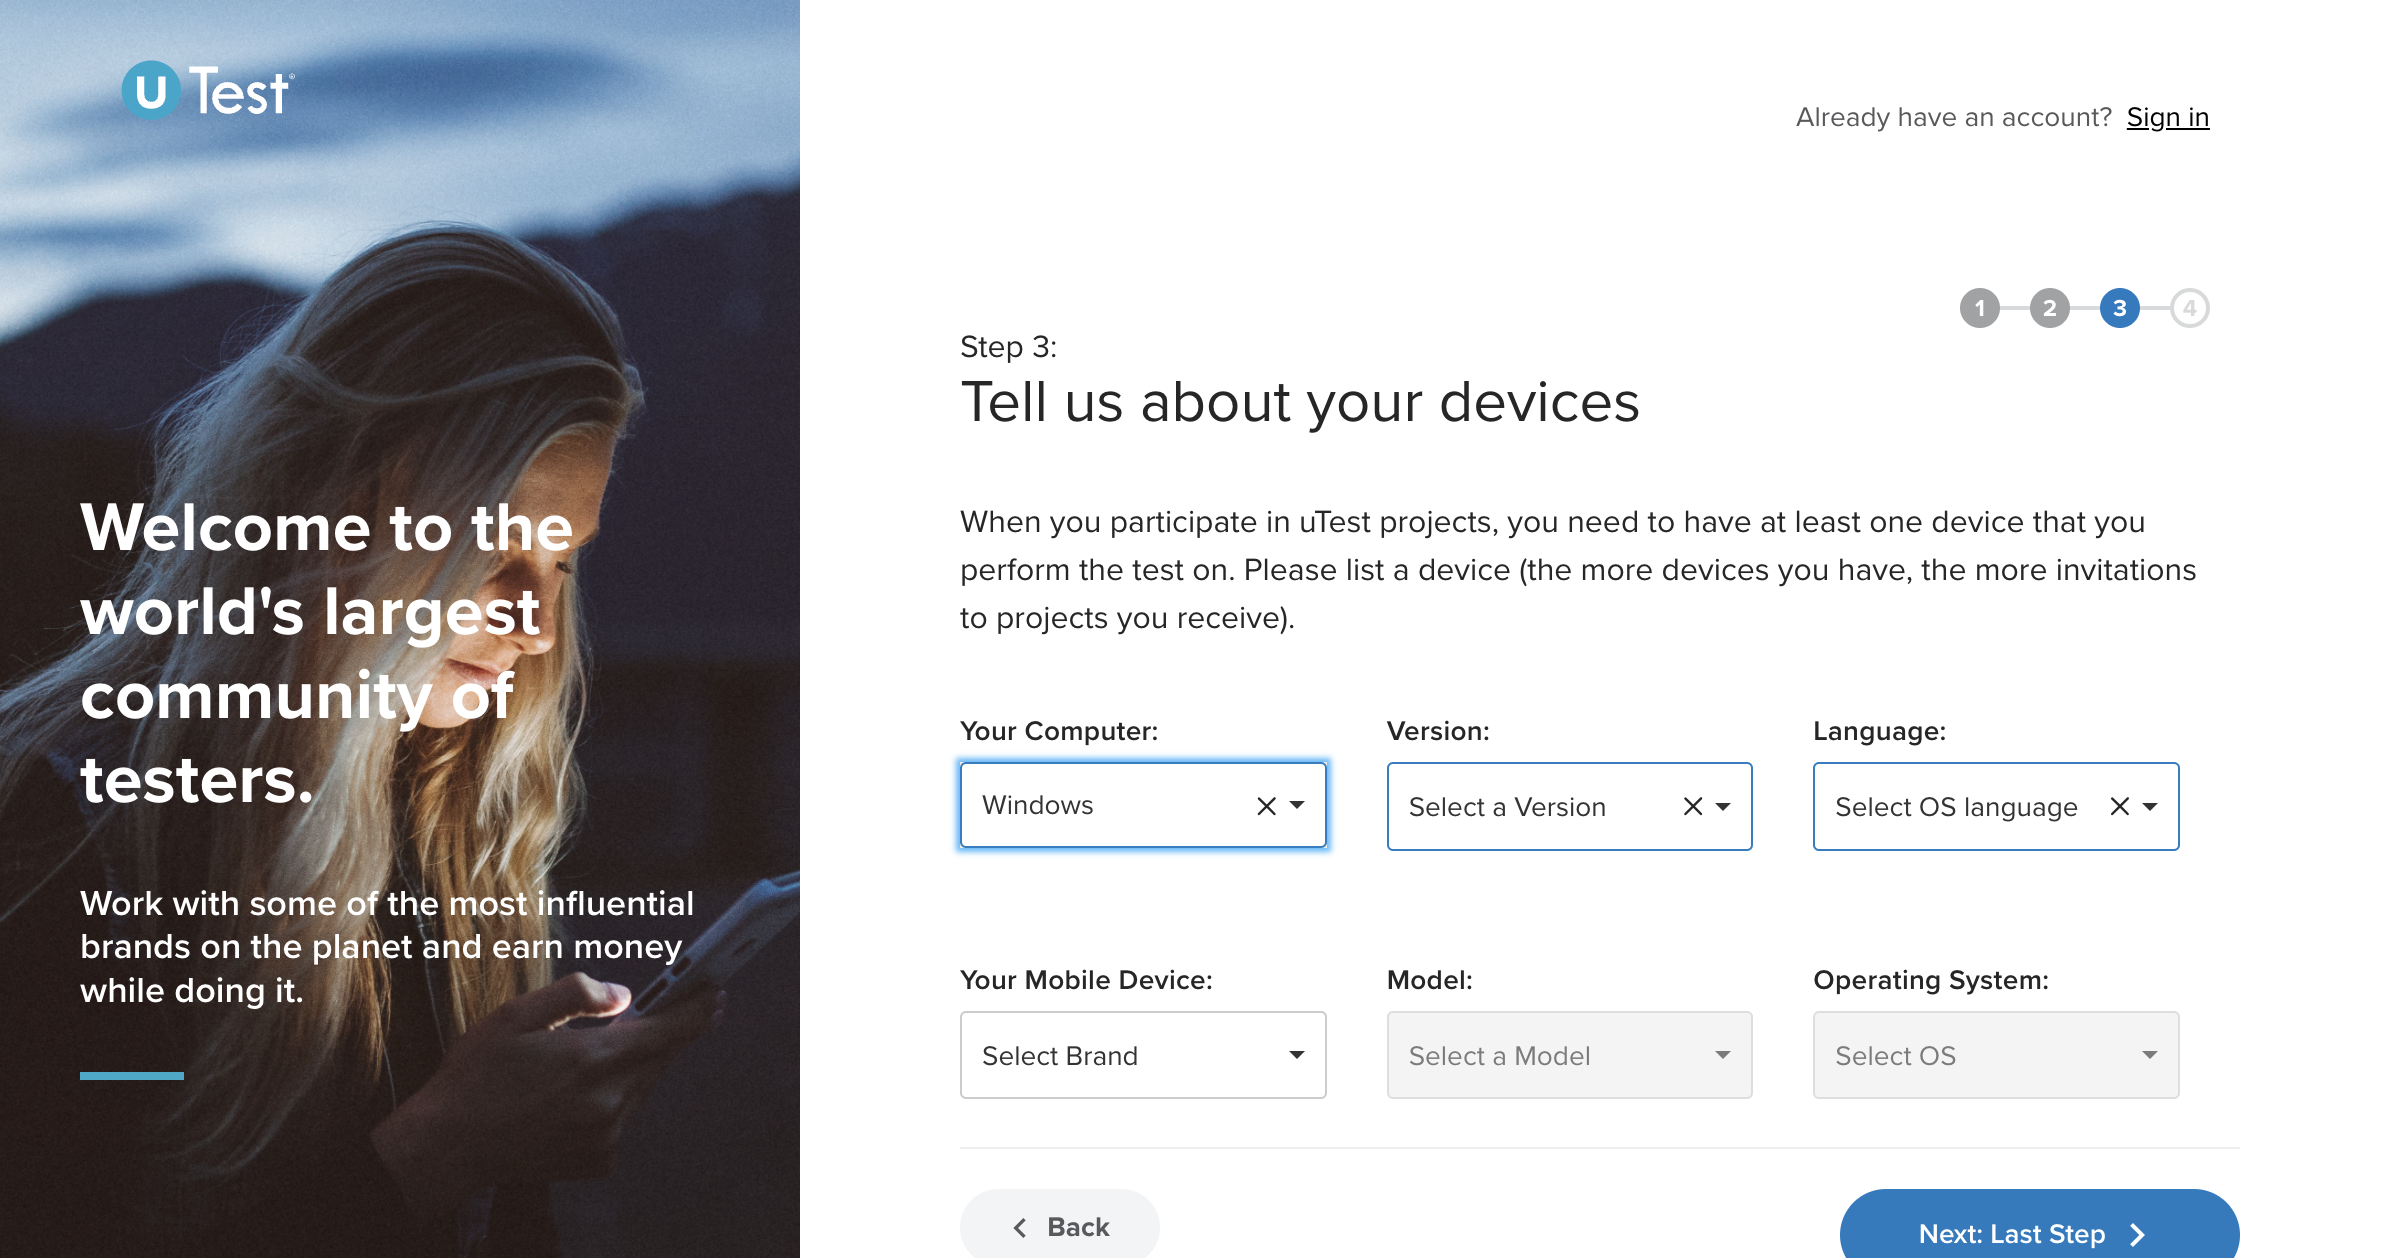 uTest®
Welcome to the
world's largest
community of
testers.
Work with some of the most influential
brands on the planet and earn money
while doing it.
Already have an account? Sign in
1 2 3 4
Step 3:
Tell us about your devices
When you participate in uTest projects, you need to have at least one device that you
perform the test on. Please list a device (the more devices you have, the more invitations
to projects you receive).
Your Computer: Version: Language:
Windows Select a Version Select OS language
Your Mobile Device: Model: Operating System:
Select Brand Select a Model Select OS
Back Next: Last Step